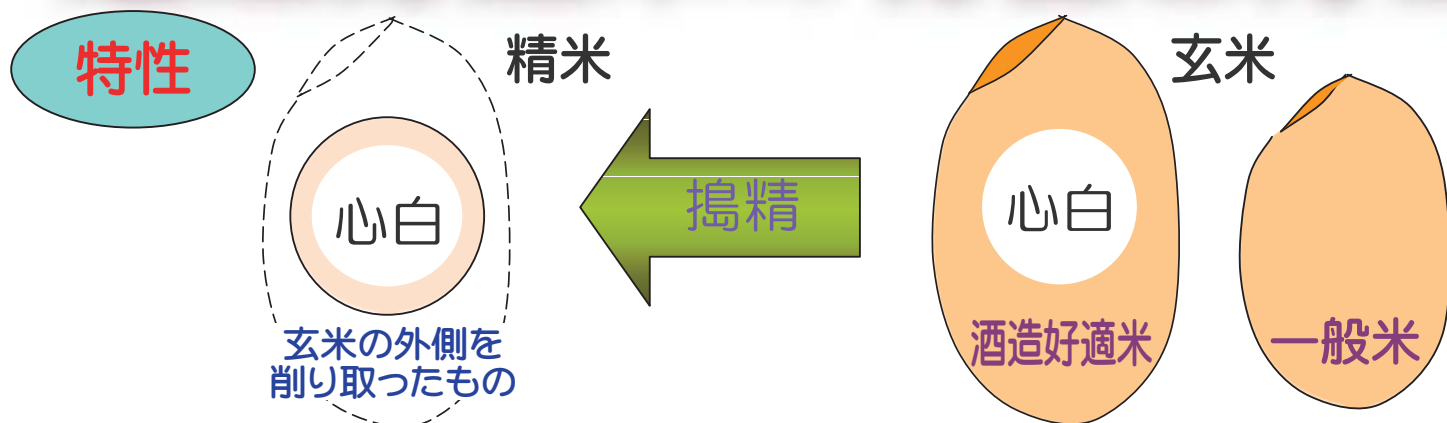 特性
精米
心白
玄米の外側を
削り取ったもの
搗精
玄米
心白
酒造好適米
一般米